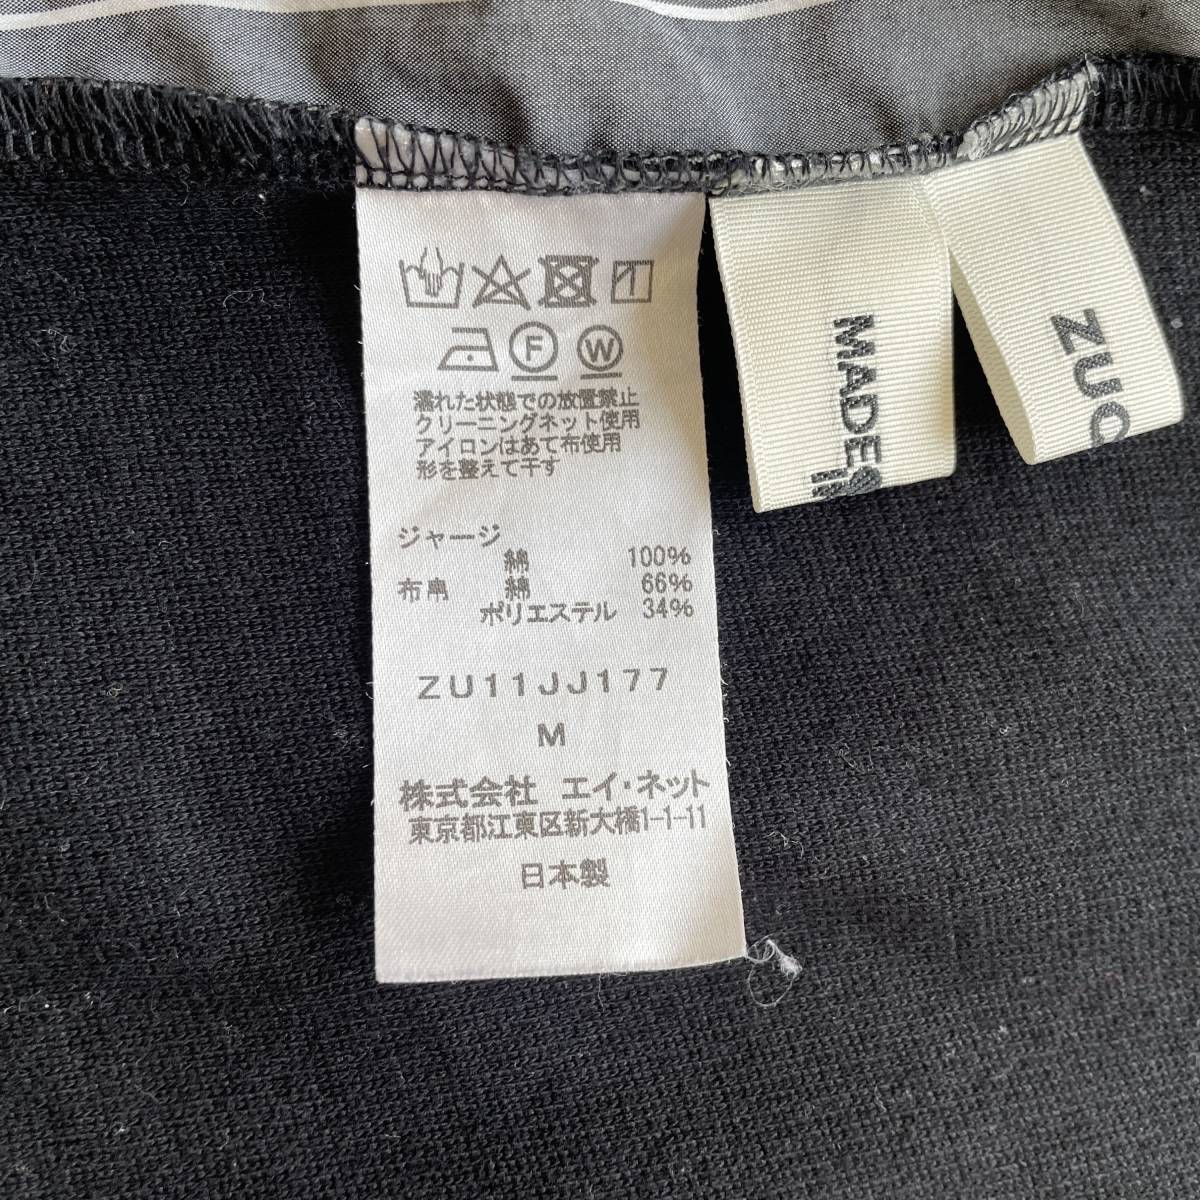 F W
濡れた状態での放置禁止
クリーニングネット使用
アイロンはあて布使用
形を整えて干す
ジャージ
綿 100%
布帛 綿 66%
ポリエステル 34%
ZU11JJ177
M
株式会社 エイ・ネット
東京都江東区新大橋1-1-11
日本製
MADE
IN
ZUC